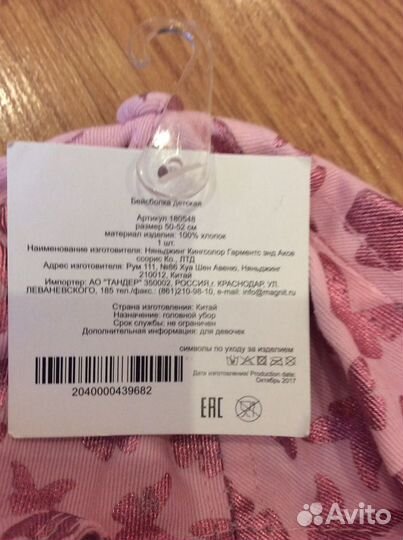 Бейсболка детская
Артикул 180548
размер 50-52 см
материал изделия: 100% хлопок
1 шт.
Наименование изготовителя: Няньджинг Кингсопор Гарментс энд Аксе
ссорис Ко., ЛТД
Адрес изготовителя: Рум 111, №86 Хуа Шен Авеню, Няньджинг
210012, Китай
Импортер: АО "ТАНДЕР" 350002, РОССИЯ,г. КРАСНОДАР, УЛ.
ЛЕВАНЕВСКОГО, 185 тел./факс.: (861)210-98-10, e-mail:
info@magnit.ru
Страна изготовления: Китай
Назначение: головной убор
Срок службы: не ограничен
Дополнительная информация: для девочек
символы по уходу за изделием
Дата изготовления/ Production date:
Октябрь 2017
2040000439682
EAC
Avito